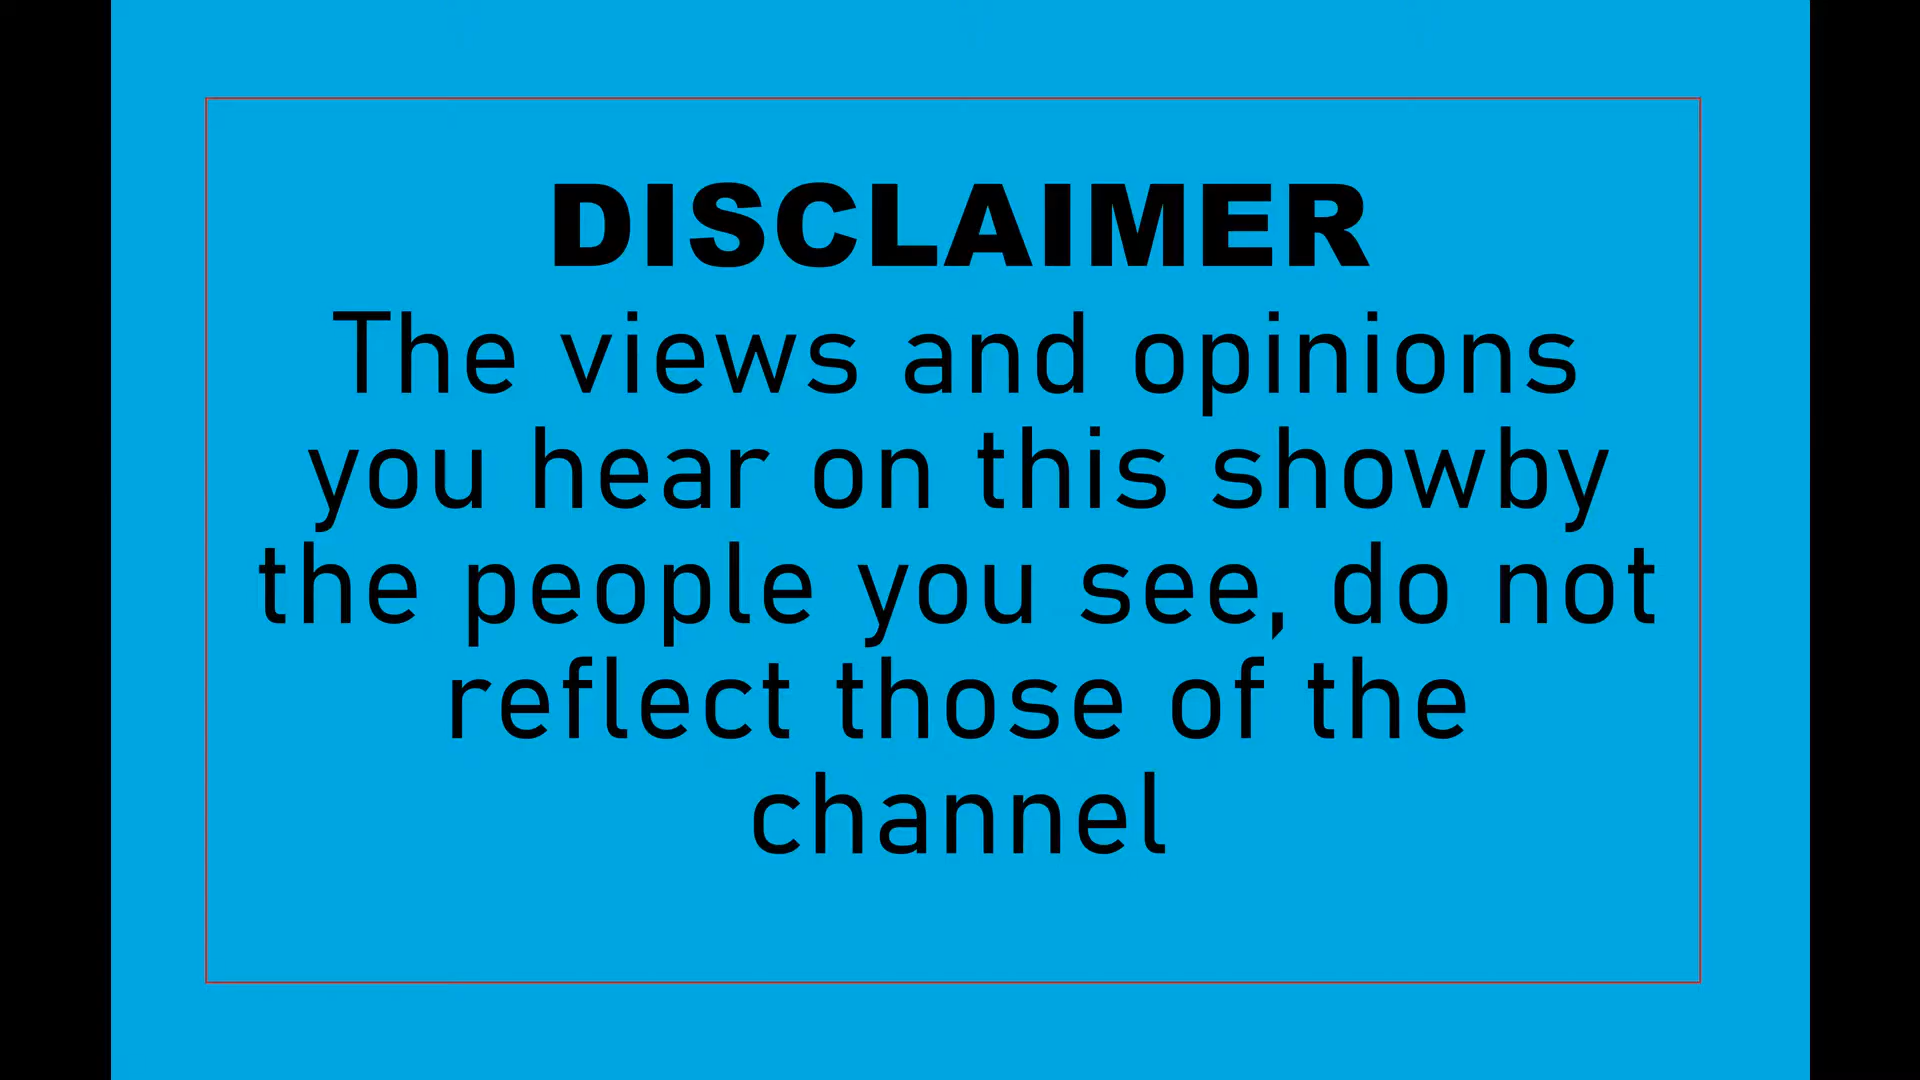 DISCLAIMER
The views and opinions
you hear on this showby
the people you see, do not
reflect those of the
channel